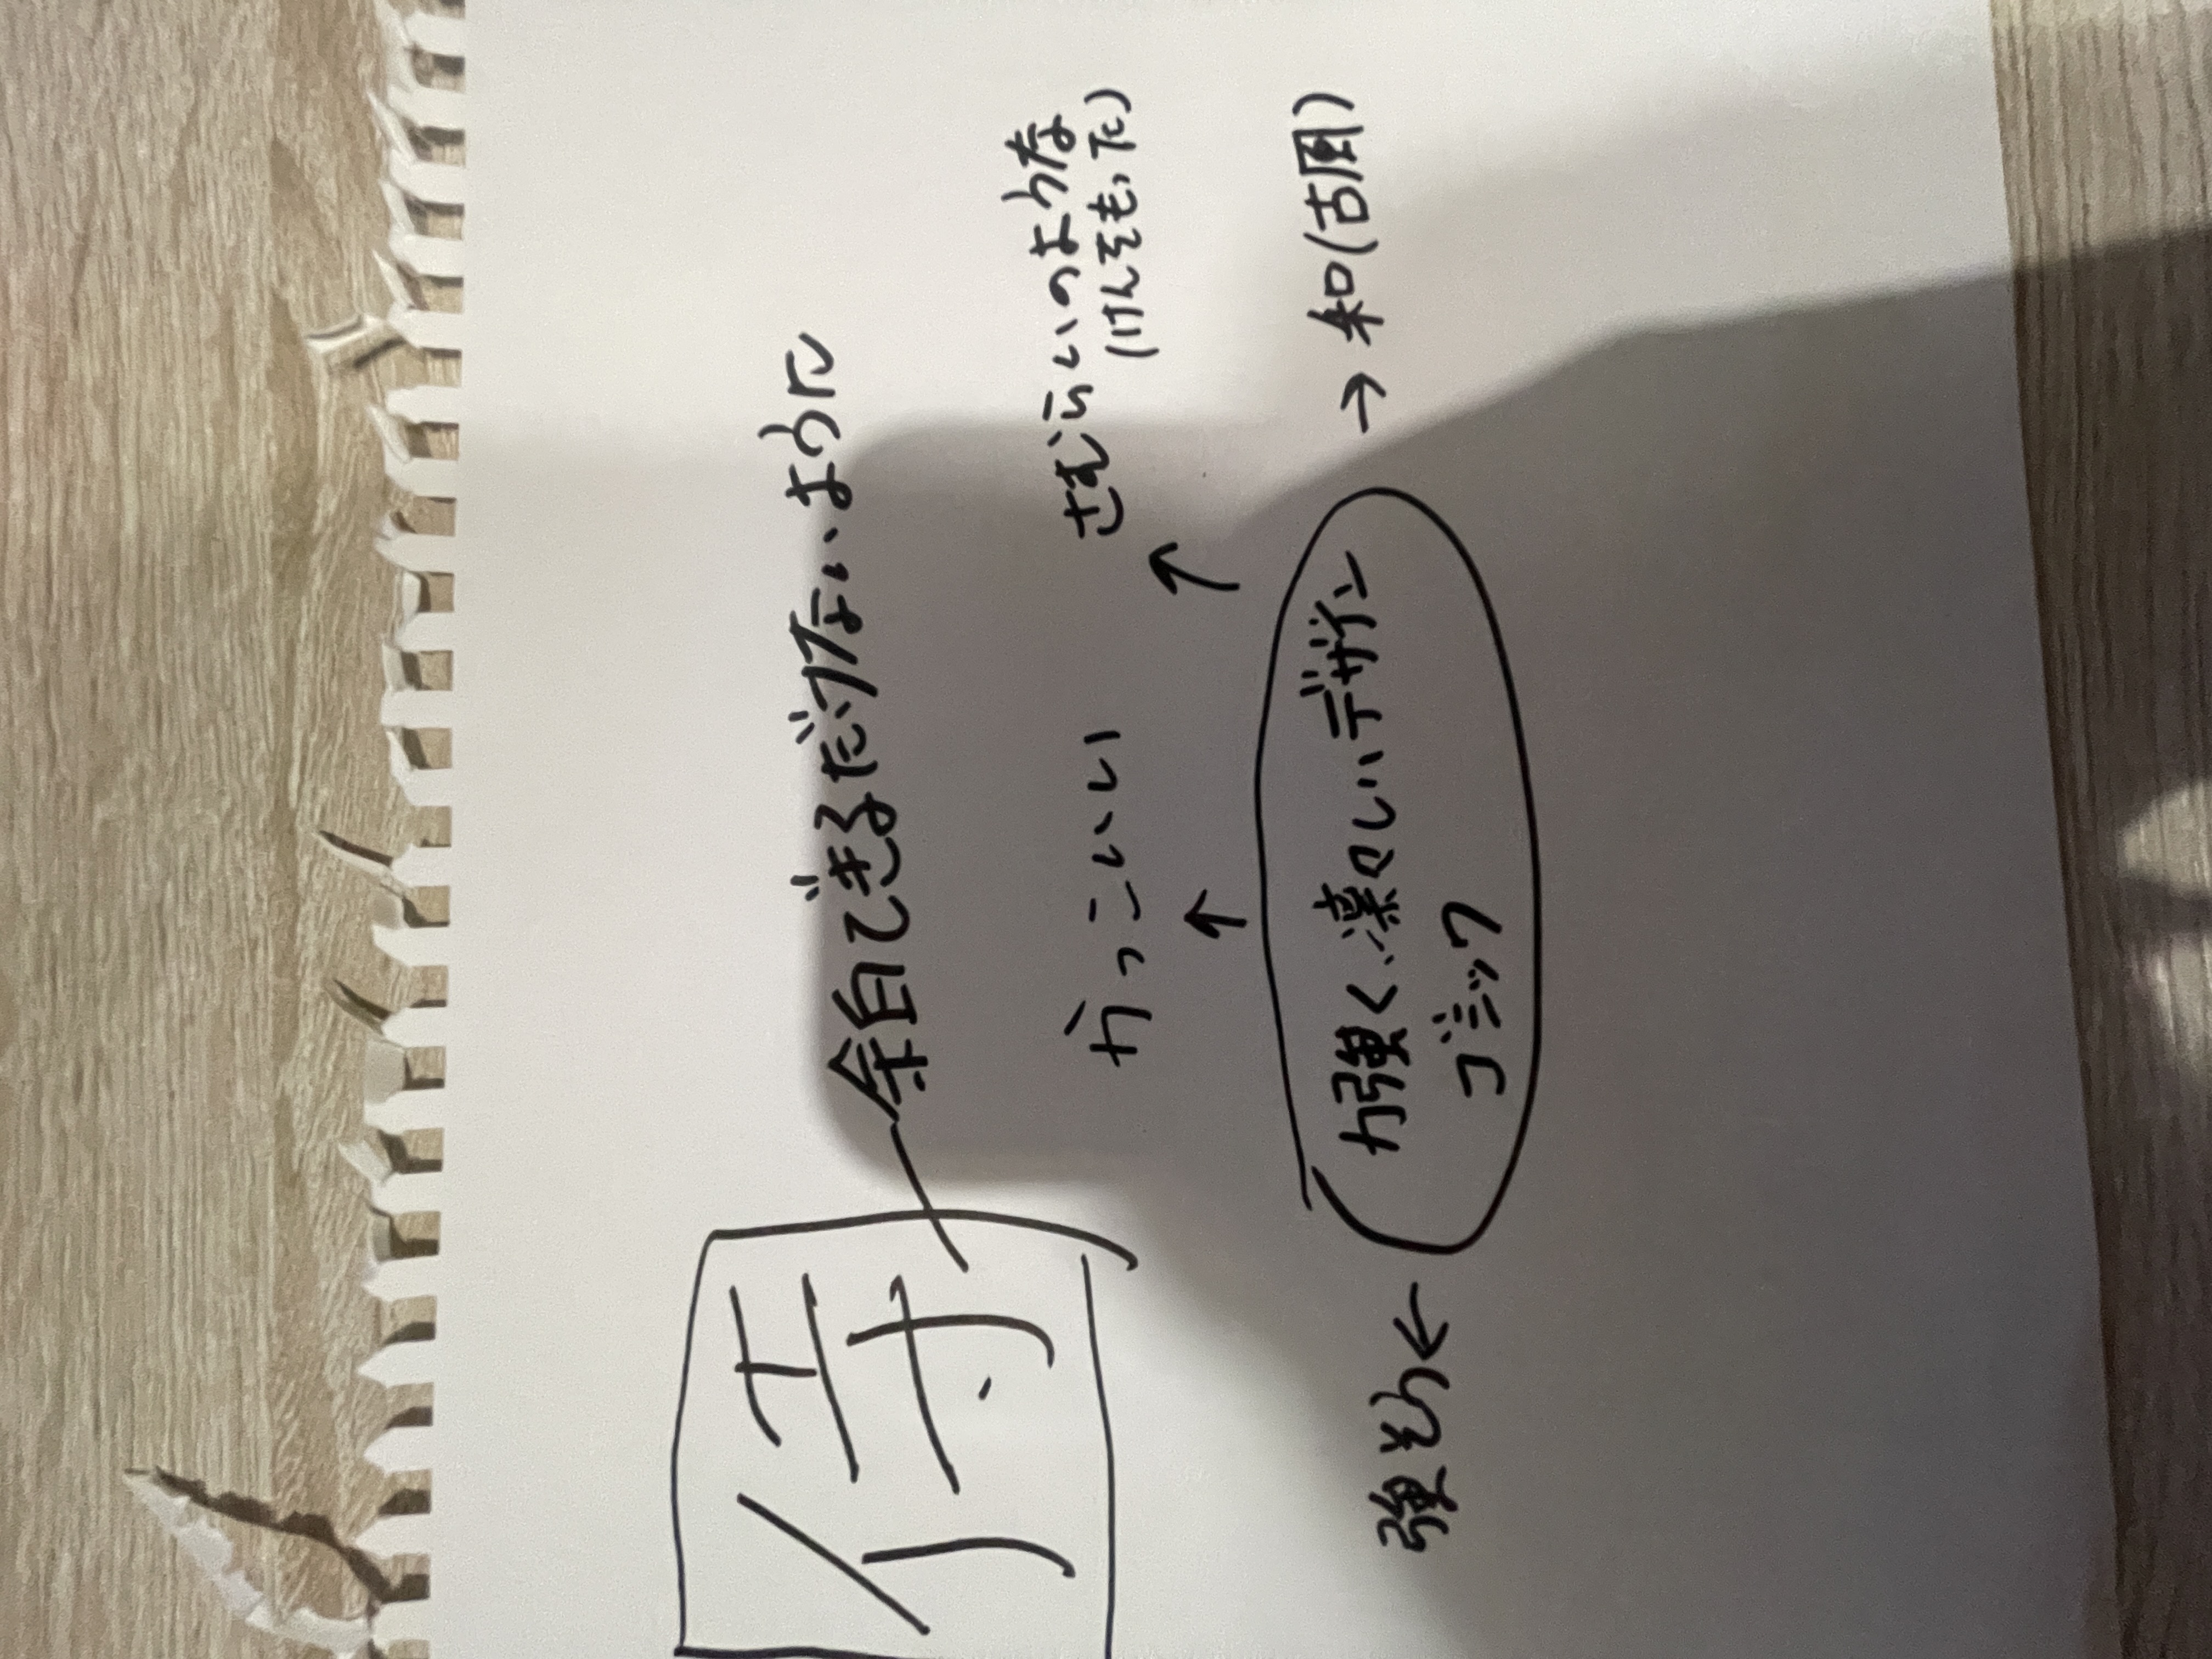 侍
余白できるだけないように
かっこいい
さむらいのような
(けんをもった)
力強く、凛々しいデザイン
ゴミック
強そう
和(古風)